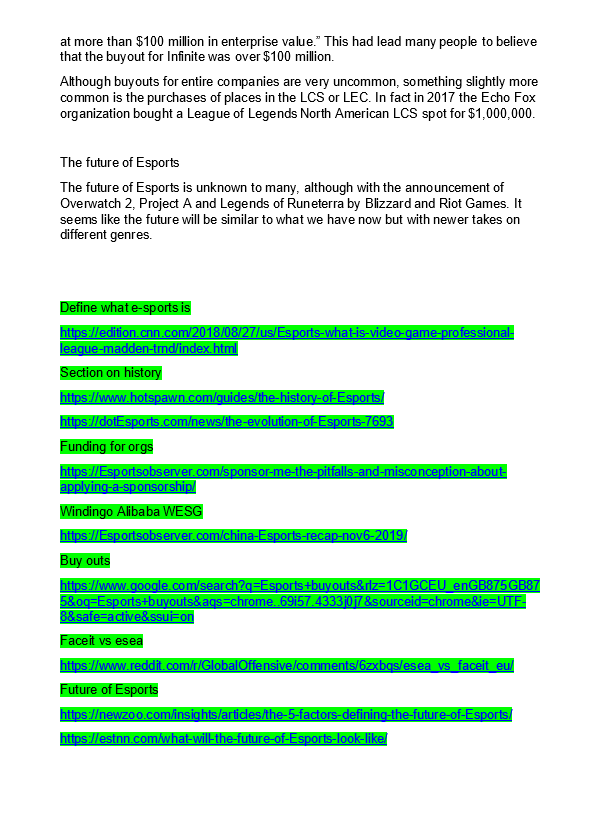 at more than $100 million in enterprise value.” This had lead many people to believe
that the buyout for Infinite was over $100 million.
Although buyouts for entire companies are very uncommon, something slightly more
common is the purchases of places in the LCS or LEC. In fact in 2017 the Echo Fox
organization bought a League of Legends North American LCS spot for $1,000,000.
The future of Esports
The future of Esports is unknown to many, although with the announcement of
Overwatch 2, Project A and Legends of Runeterra by Blizzard and Riot Games. It
seems like the future will be similar to what we have now but with newer takes on
different genres.
Define what e-sports is
https://edition.cnn.com/2018/08/27/us/Esports-what-is-video-game-professional-
league-madden-trnd/index.html
Section on history
https://www.hotspawn.com/guides/the-history-of-Esports/
https://dotEsports.com/news/the-evolution-of-Esports-7693
Funding for orgs
https://Esportsobserver.com/sponsor-me-the-pitfalls-and-misconception-about-
applying-a-sponsorship/
Windingo Alibaba WESG
https://Esportsobserver.com/china-Esports-recap-nov6-2019/
Buy outs
https://www.google.com/search?q=Esports+buyouts&rlz=1C1GCEU_enGB875GB87
5&oq=Esports+buyouts&aqs=chrome..69i57.4333j0j7&sourceid=chrome&ie=UTF-
8&safe=active&ssui=on
Faceit vs esea
https://www.reddit.com/r/GlobalOffensive/comments/6zxbqs/esea_vs_faceit_eu/
Future of Esports
https://newzoo.com/insights/articles/the-5-factors-defining-the-future-of-Esports/
https://estnn.com/what-will-the-future-of-Esports-look-like/